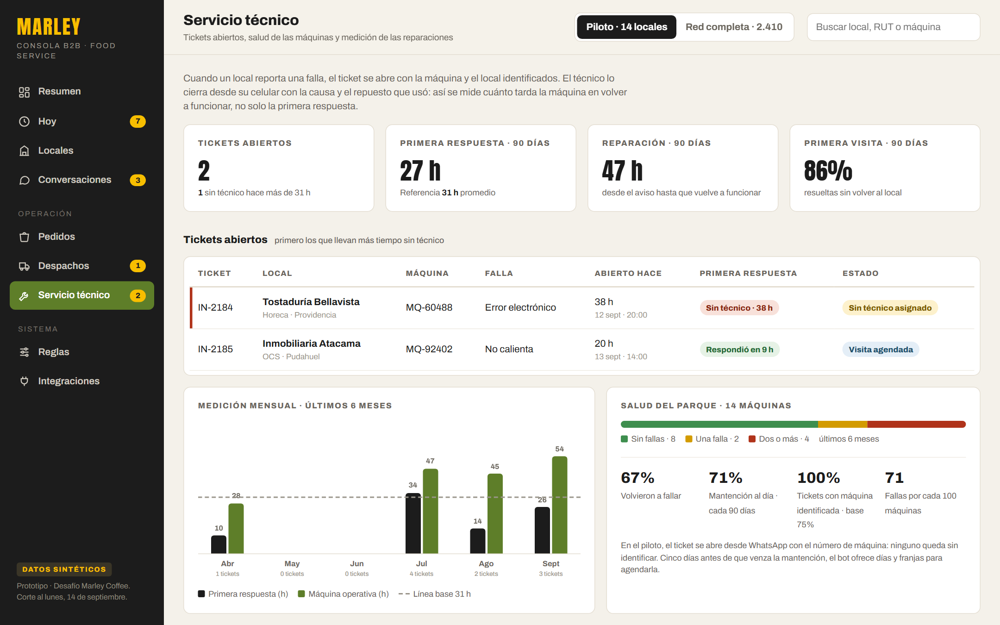 MARLEY
CONSOLA B2B · FOOD
SERVICE
Resumen
Hoy 7
Locales
Conversaciones 3
OPERACIÓN
Pedidos
Despachos 1
Servicio técnico 2
SISTEMA
Reglas
Integraciones
DATOS SINTÉTICOS
Prototipo · Desafío Marley Coffee.
Corte al lunes, 14 de septiembre.
Servicio técnico
Tickets abiertos, salud de las máquinas y medición de las reparaciones
Piloto · 14 locales Red completa · 2.410
Buscar local, RUT o máquina
Cuando un local reporta una falla, el ticket se abre con la máquina y el local identificados. El técnico lo
cierra desde su celular con la causa y el repuesto que usó: así se mide cuánto tarda la máquina en volver
a funcionar, no solo la primera respuesta.
TICKETS ABIERTOS
2
1 sin técnico hace más de 31 h
PRIMERA RESPUESTA · 90 DÍAS
27 h
Referencia 31 h promedio
REPARACIÓN · 90 DÍAS
47 h
desde el aviso hasta que vuelve a funcionar
PRIMERA VISITA · 90 DÍAS
86%
resueltas sin volver al local
Tickets abiertos primero los que llevan más tiempo sin técnico
TICKET LOCAL MÁQUINA FALLA ABIERTO HACE PRIMERA RESPUESTA ESTADO
IN-2184 Tostaduría Bellavista MQ-60488 Error electrónico 38 h Sin técnico · 38 h Sin técnico asignado
Horeca · Providencia 12 sept · 20:00
IN-2185 Inmobiliaria Atacama MQ-92402 No calienta 20 h Respondió en 9 h Visita agendada
OCS · Pudahuel 13 sept · 14:00
MEDICIÓN MENSUAL · ÚLTIMOS 6 MESES
10 28 34 47 14 45 26 54
Abr May Jun Jul Ago Sept
1 tickets 0 tickets 0 tickets 4 tickets 2 tickets 3 tickets
Primera respuesta (h) Máquina operativa (h) Línea base 31 h
SALUD DEL PARQUE · 14 MÁQUINAS
Sin fallas · 8 Una falla · 2 Dos o más · 4 últimos 6 meses
67%
Volvieron a fallar
71%
Mantención al día ·
cada 90 días
100%
Tickets con máquina
identificada · base
75%
71
Fallas por cada 100
máquinas
En el piloto, el ticket se abre desde WhatsApp con el número de máquina: ninguno queda sin
identificar. Cinco días antes de que venza la mantención, el bot ofrece días y franjas para
agendarla.